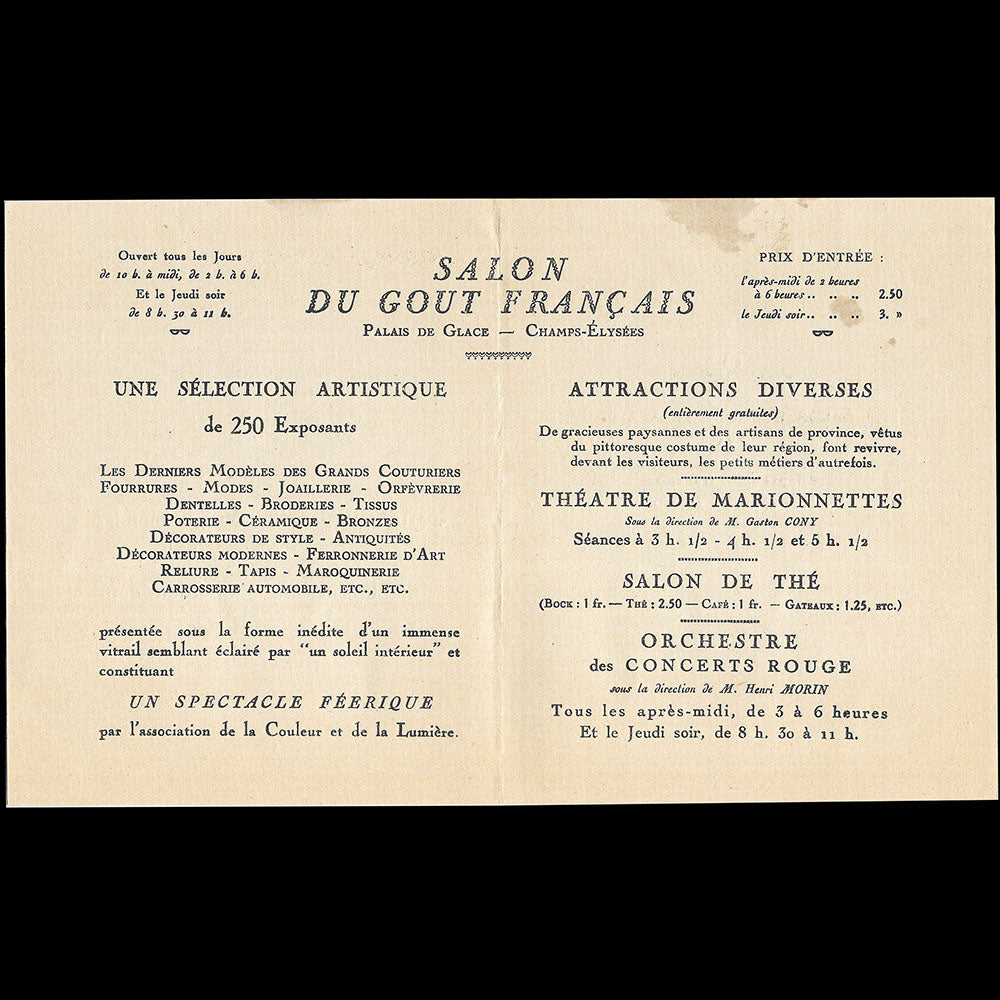 Ouvert tous les Jours
de 10 h. à midi, de 2 h. à 6 h.
Et le Jeudi soir
de 8 h. 30 à 11 h.
SALON
DU GOUT FRANÇAIS
PALAIS DE GLACE — CHAMPS-ÉLYSÉES
PRIX D'ENTRÉE :
l'après-midi de 2 heures
à 6 heures .. .. .. 2.50
le Jeudi soir .. .. .. 3. »
UNE SÉLECTION ARTISTIQUE
de 250 Exposants
LES DERNIERS MODÈLES DES GRANDS COUTURIERS
FOURRURES - MODES - JOAILLERIE - ORFÈVRERIE
DENTELLES - BRODERIES - TISSUS
POTERIE - CÉRAMIQUE - BRONZES
DÉCORATEURS DE STYLE - ANTIQUITÉS
DÉCORATEURS MODERNES - FERRONNERIE D'ART
RELIURE - TAPIS - MAROQUINERIE
CARROSSERIE AUTOMOBILE, ETC., ETC.
présentée sous la forme inédite d'un immense
vitrail semblant éclairé par "un soleil intérieur" et
constituant
UN SPECTACLE FÉERIQUE
par l'association de la Couleur et de la Lumière.
ATTRACTIONS DIVERSES
(entièrement gratuites)
De gracieuses paysannes et des artisans de province, vêtus
du pittoresque costume de leur région, font revivre,
devant les visiteurs, les petits métiers d'autrefois.
THÉATRE DE MARIONNETTES
Sous la direction de M. Gaston CONY
Séances à 3 h. 1/2 - 4 h. 1/2 et 5 h. 1/2
SALON DE THÉ
(BOCK : 1 fr. — THÉ : 2.50 — CAFÉ : 1 fr. — GATEAUX : 1.25, ETC.)
ORCHESTRE
des CONCERTS ROUGE
sous la direction de M. Henri MORIN
Tous les après-midi, de 3 à 6 heures
Et le Jeudi soir, de 8 h. 30 à 11 h.